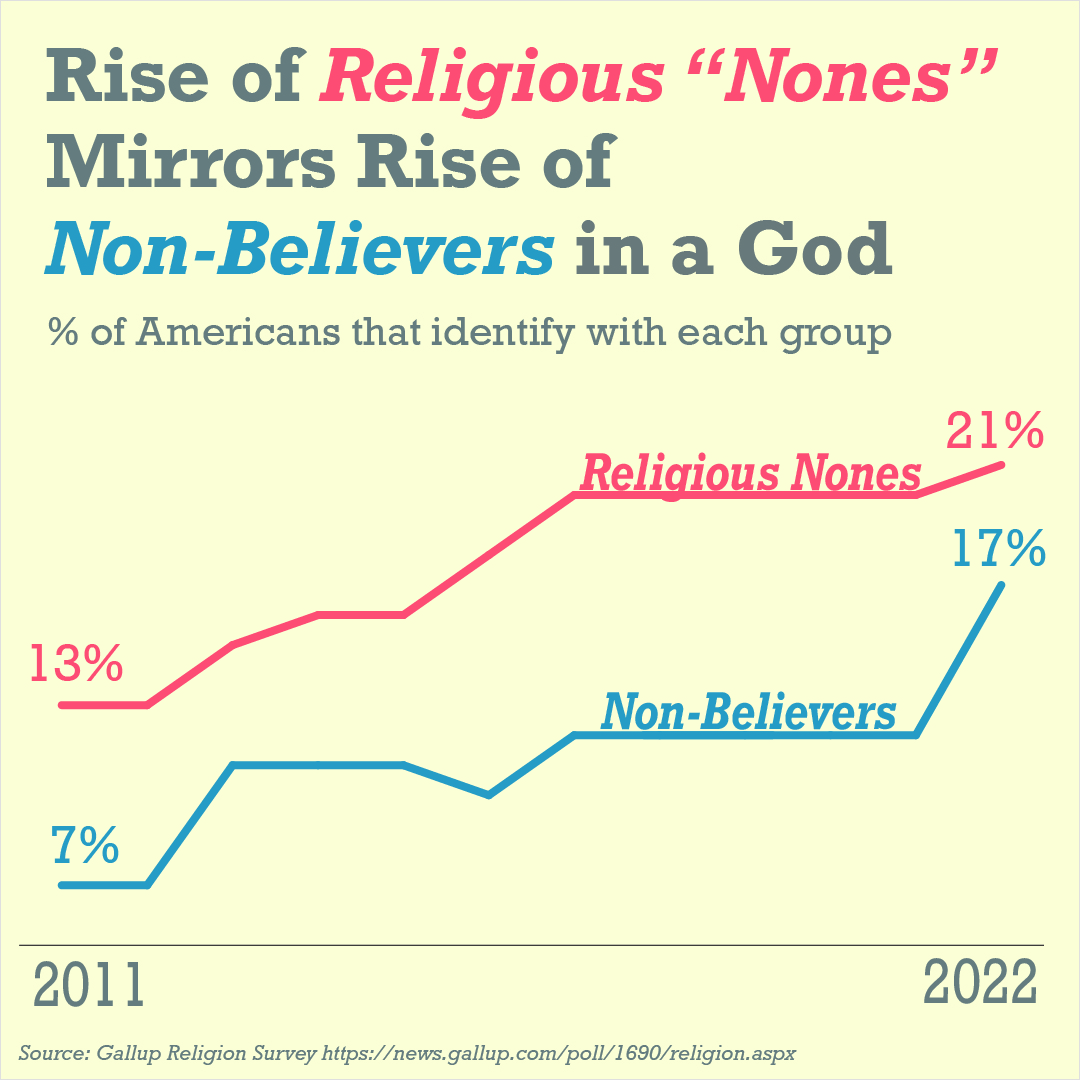 Rise of Religious “Nones”
Mirrors Rise of
Non-Believers in a God
% of Americans that identify with each group
21%
Religious Nones
17%
13%
Non-Believers
7%
2011
2022
Source: Gallup Religion Survey https://news.gallup.com/poll/1690/religion.aspx